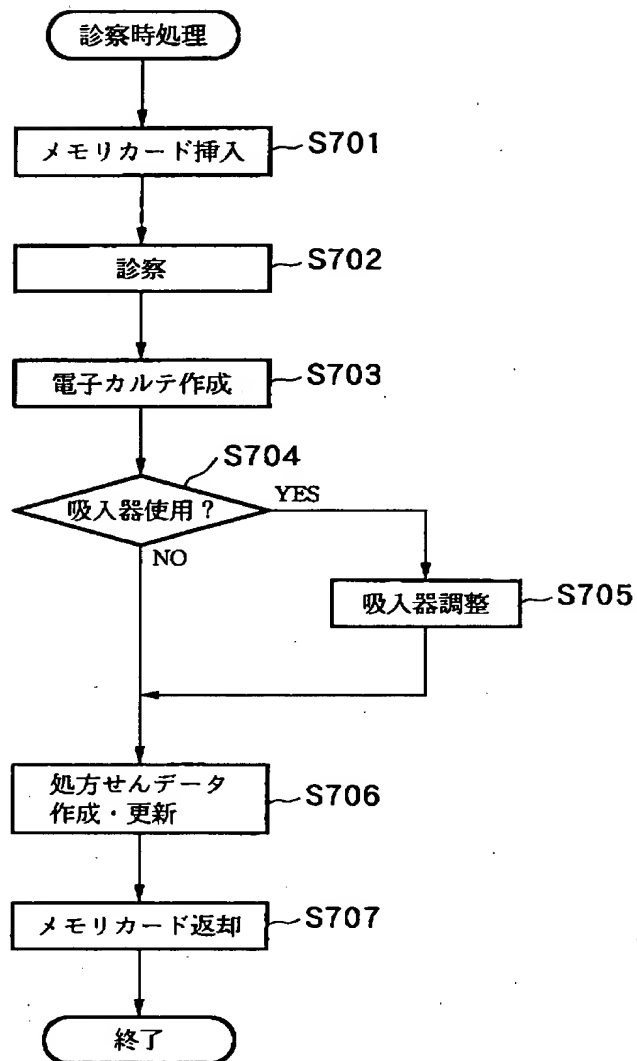 診察時処理
メモリカード挿入
S701
診察
S702
電子カルテ作成
S703
S704
吸入器使用?
YES
NO
吸入器調整
S705
処方せんデータ
作成・更新
S706
メモリカード返却
S707
終了